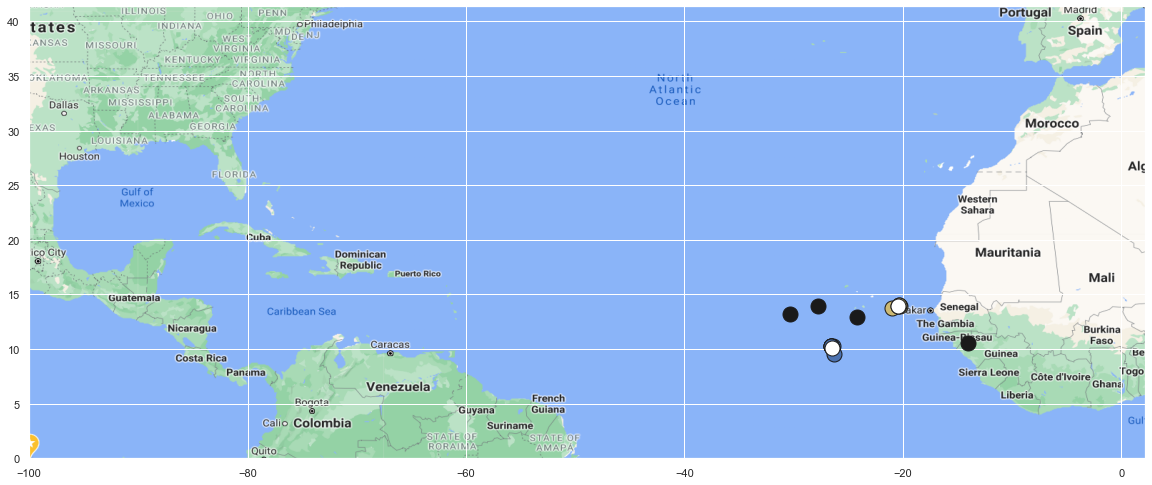 40
35
30
25
20
15
10
5
0
−100
−80
−60
−40
−20
0
tates
ILLINOIS
OHIO
PENN
Philadelphia
INDIANA
MD
DE
NJ
ANSAS
MISSOURI
WEST
VIRGINIA
KENTUCKY
VIRGINIA
OKLAHOMA
TENNESSEE
NORTH
CAROLINA
ARKANSAS
MISSISSIPPI
SOUTH
CAROLINA
Dallas
ALABAMA
GEORGIA
EXAS
LOUISIANA
Houston
FLORIDA
Gulf of
Mexico
ico City
Cuba
Dominican
Republic
Puerto Rico
Guatemala
Caribbean Sea
Nicaragua
Costa Rica
Panama
Caracas
Venezuela
Bogota
Cali
Colombia
Guyana
French
Guiana
Suriname
STATE OF
RORAIMA
STATE OF
AMAPA
Quito
North
Atlantic
Ocean
Portugal
Madrid
Spain
Morocco
Alg
Western
Sahara
Mauritania
Mali
akar
Senegal
The Gambia
Guinea-Bissau
Guinea
Burkina
Faso
Be
Sierra Leone
Côte d'Ivoire
Togo
Ghana
Liberia
Gulf